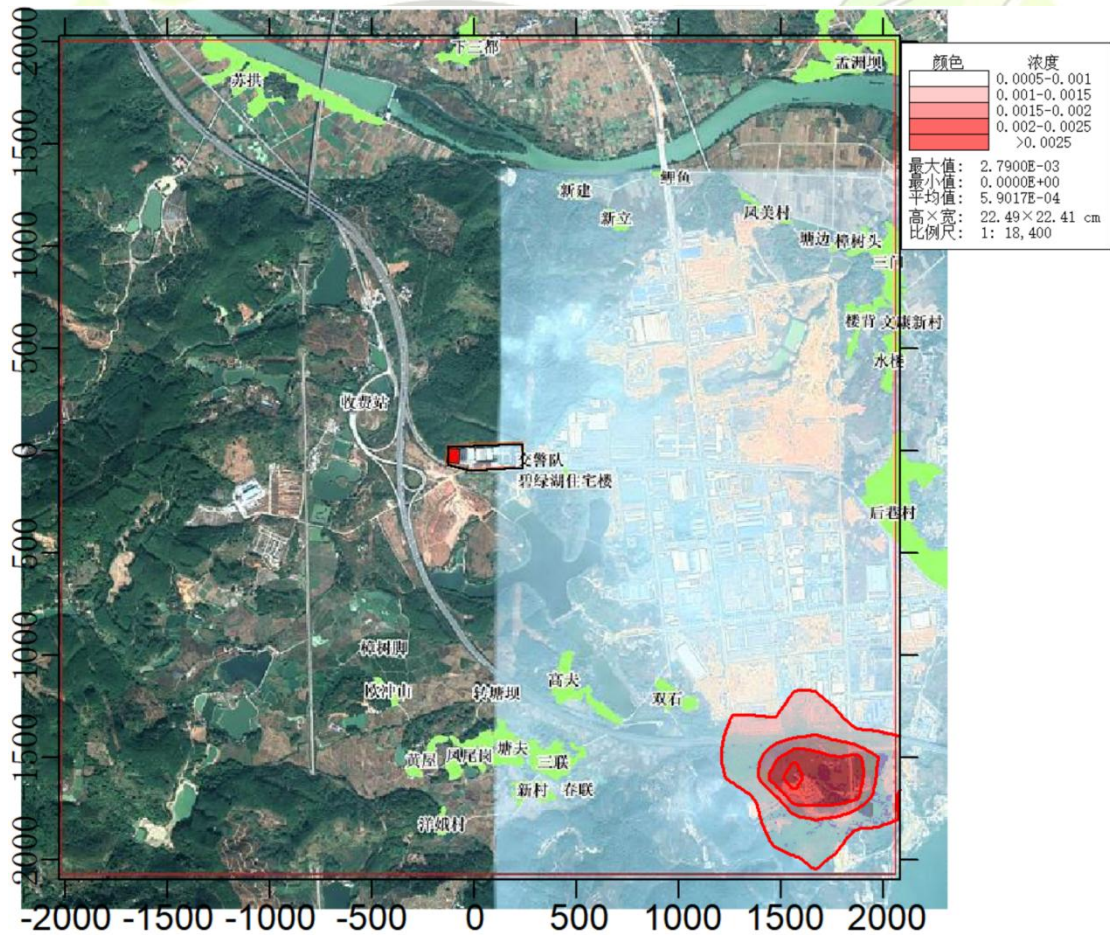 颜色 浓度
0.0005-0.001
0.001-0.0015
0.0015-0.002
0.002-0.0025
>0.0025
最大值: 2.7900E-03
最小值: 0.0000E+00
平均值: 5.9017E-04
高×宽: 22.49×22.41 cm
比例尺: 1: 18,400
下三都
苏拱
孟洲坝
新建
鲤鱼
新立
凤美村
塘边
樟树头
三门
楼背
文康新村
水楼
收费站
交警队
碧绿湖住宅楼
后巷村
樟树脚
欧冲山
转塘坝
高夫
双石
黄屋
凤尾岗
塘夫
三联
新村
春联
洋娥村
2000
1500
1000
500
0
500
1000
1500
2000
-2000 -1500 -1000 -500 0 500 1000 1500 2000